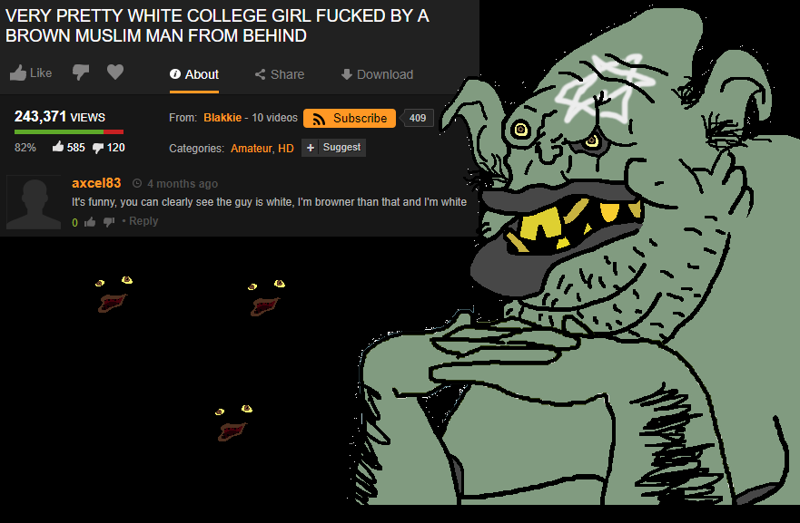 VERY PRETTY WHITE COLLEGE GIRL FUCKED BY A
BROWN MUSLIM MAN FROM BEHIND
Like About Share Download
243,371 VIEWS From: Blakkie - 10 videos Subscribe 409
82% 585 120 Categories: Amateur, HD + Suggest
axcel83 4 months ago
It's funny, you can clearly see the guy is white, I'm browner than that and I'm white
0 • Reply